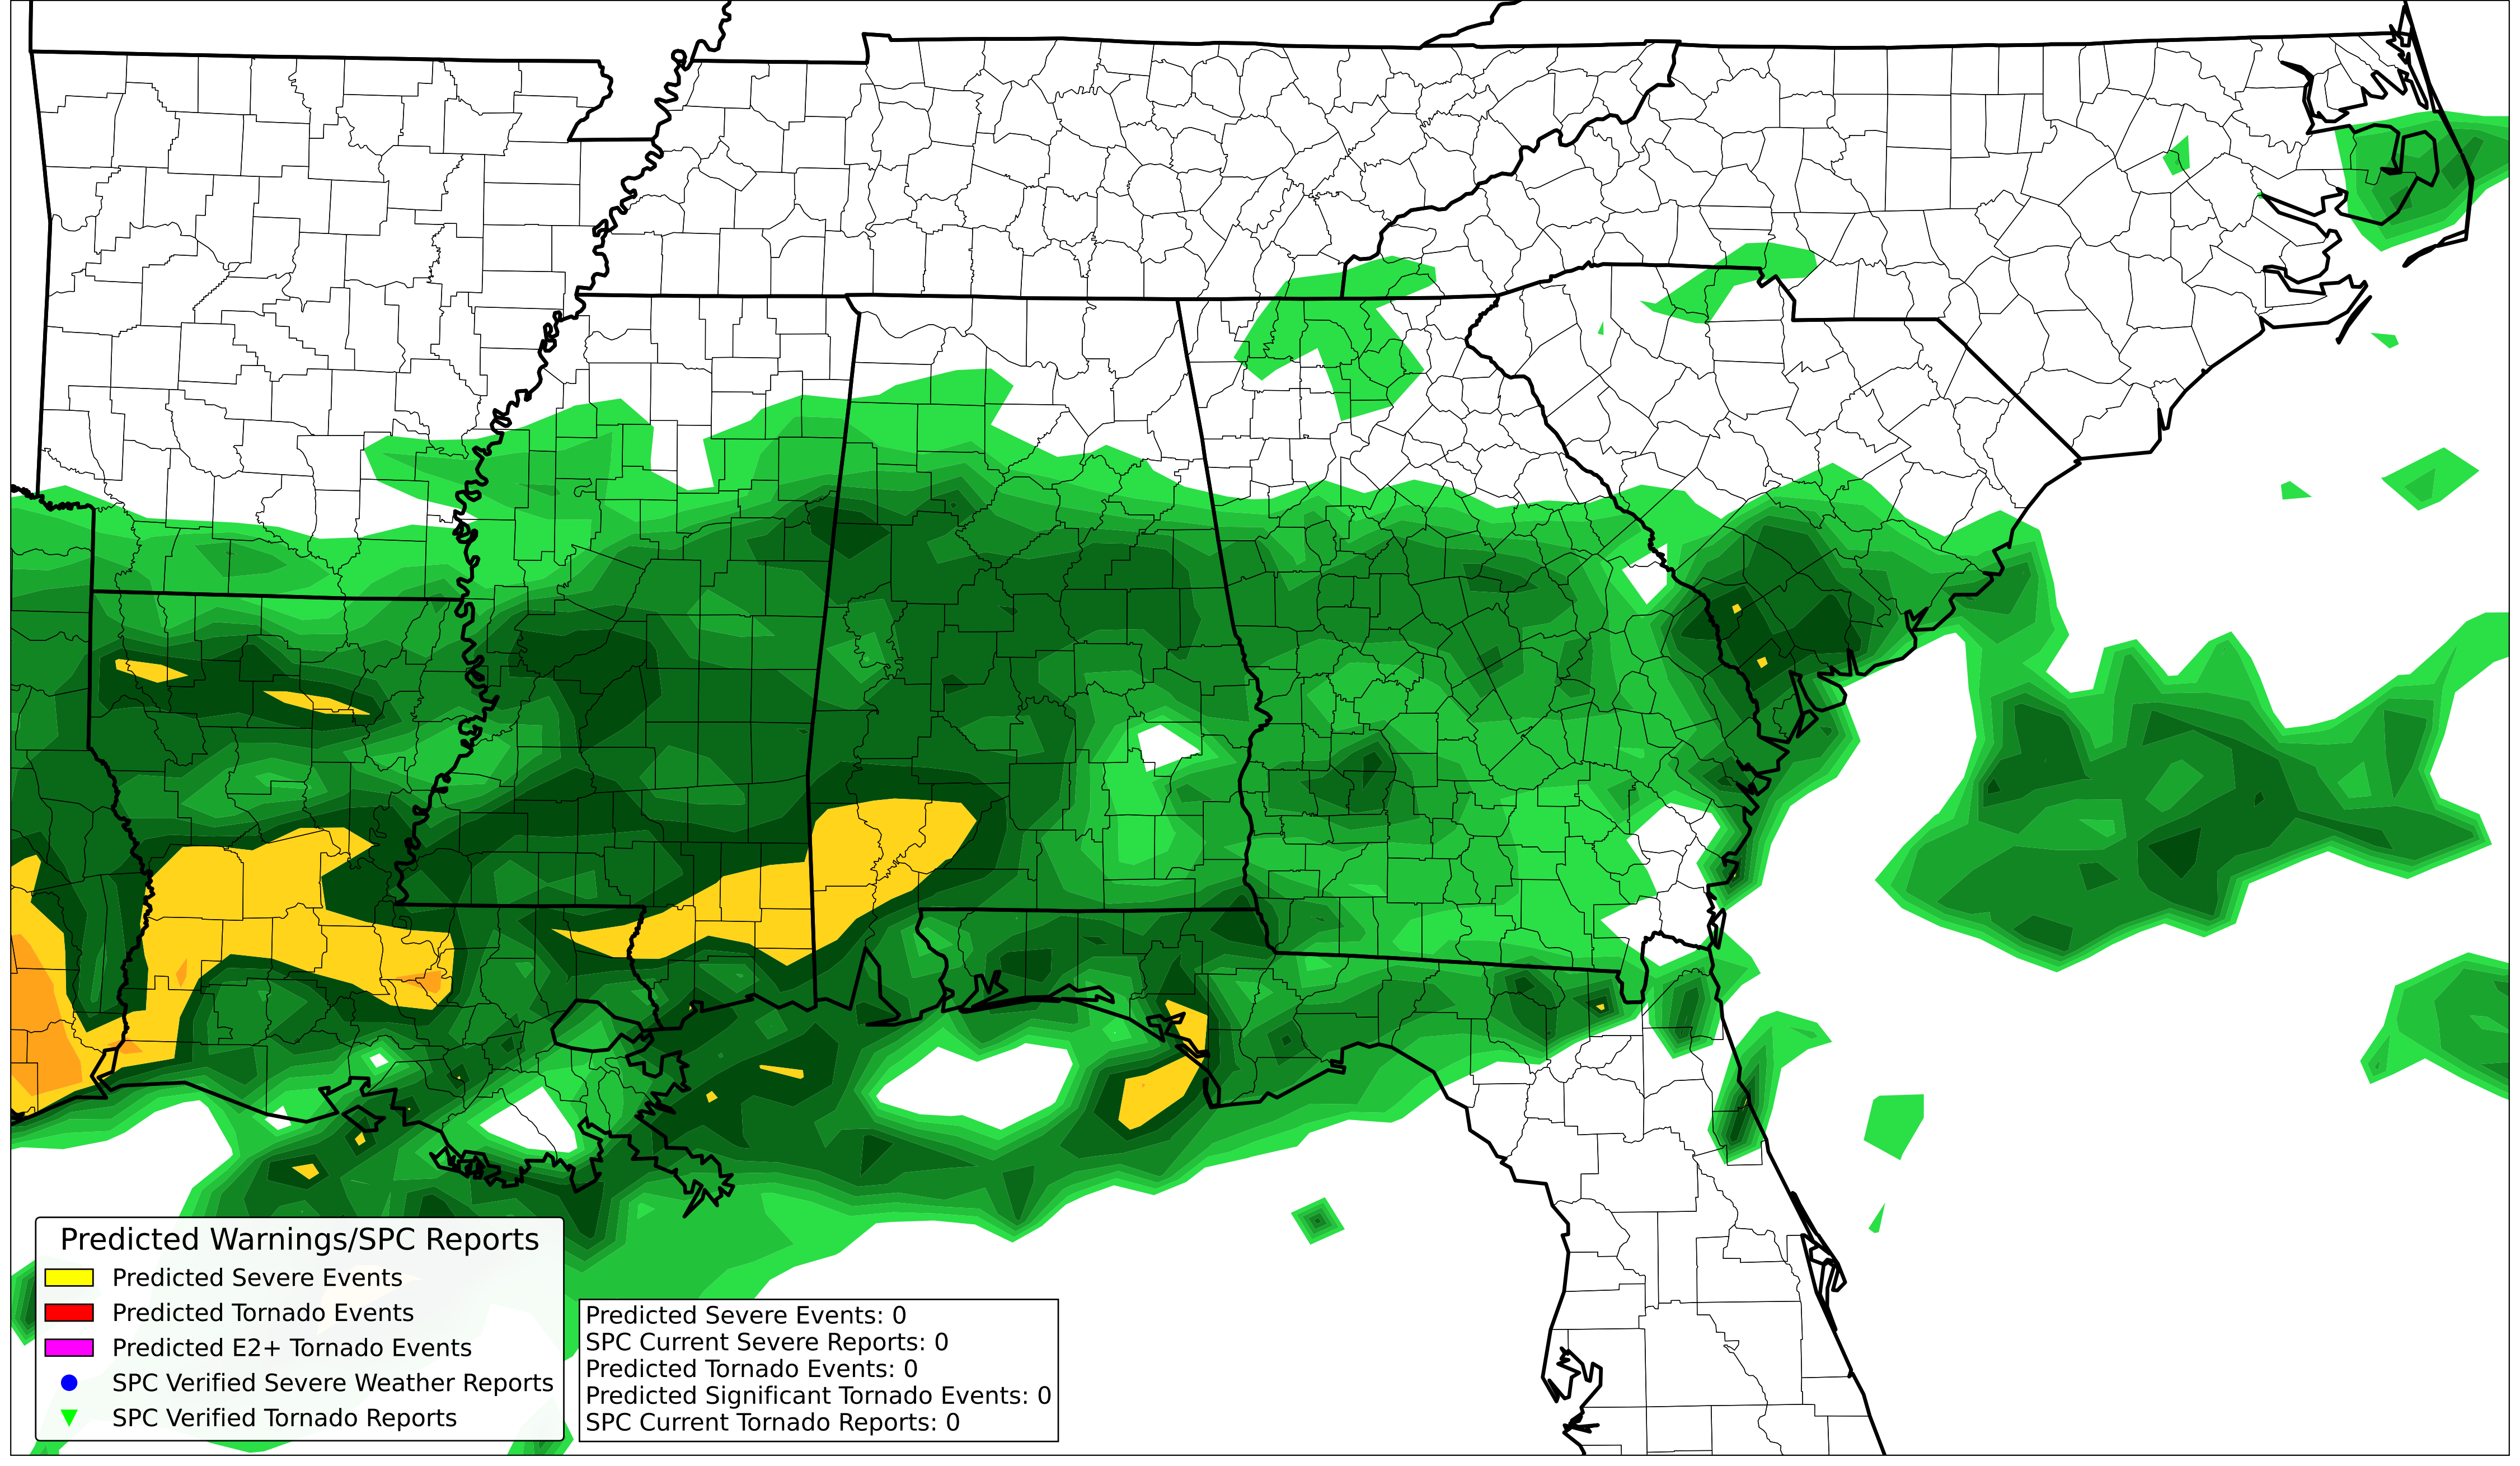 Predicted Warnings/SPC Reports
Predicted Severe Events
Predicted Tornado Events
Predicted E2+ Tornado Events
SPC Verified Severe Weather Reports
SPC Verified Tornado Reports
Predicted Severe Events: 0
SPC Current Severe Reports: 0
Predicted Tornado Events: 0
Predicted Significant Tornado Events: 0
SPC Current Tornado Reports: 0